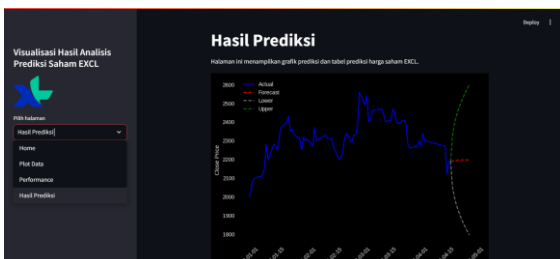 Deploy
Visualisasi Hasil Analisis
Prediksi Saham EXCL
Pilih halaman
Hasil Prediksi
Home
Plot Data
Performance
Hasil Prediksi
Hasil Prediksi
Halaman ini menampilkan grafik prediksi dan tabel prediksi harga saham EXCL.
Actual
Forecast
Lower
Upper
Close Price
2600
2500
2400
2300
2200
2100
2000
1900
1800